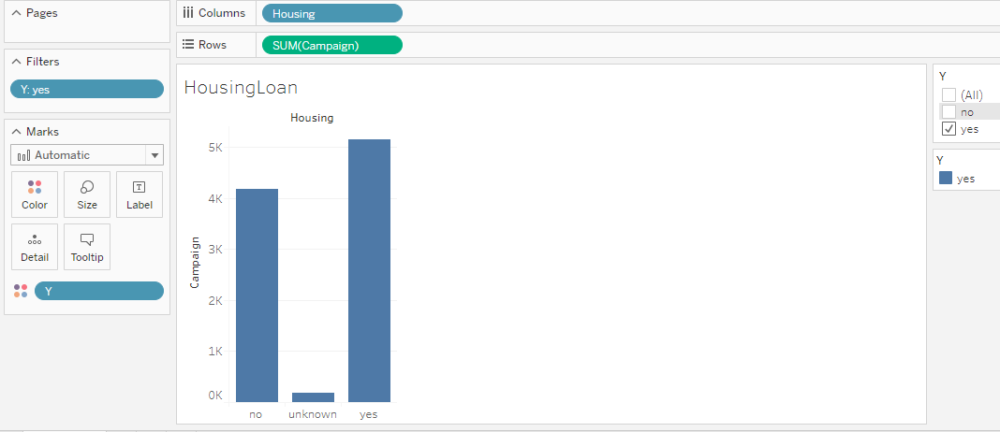 Pages
Columns
Housing
Rows
SUM(Campaign)
Filters
Y: yes
Marks
Automatic
Color
Size
Label
Detail
Tooltip
Y
HousingLoan
Housing
Campaign
5K
4K
3K
2K
1K
0K
no
unknown
yes
Y
(All)
no
yes
Y
yes